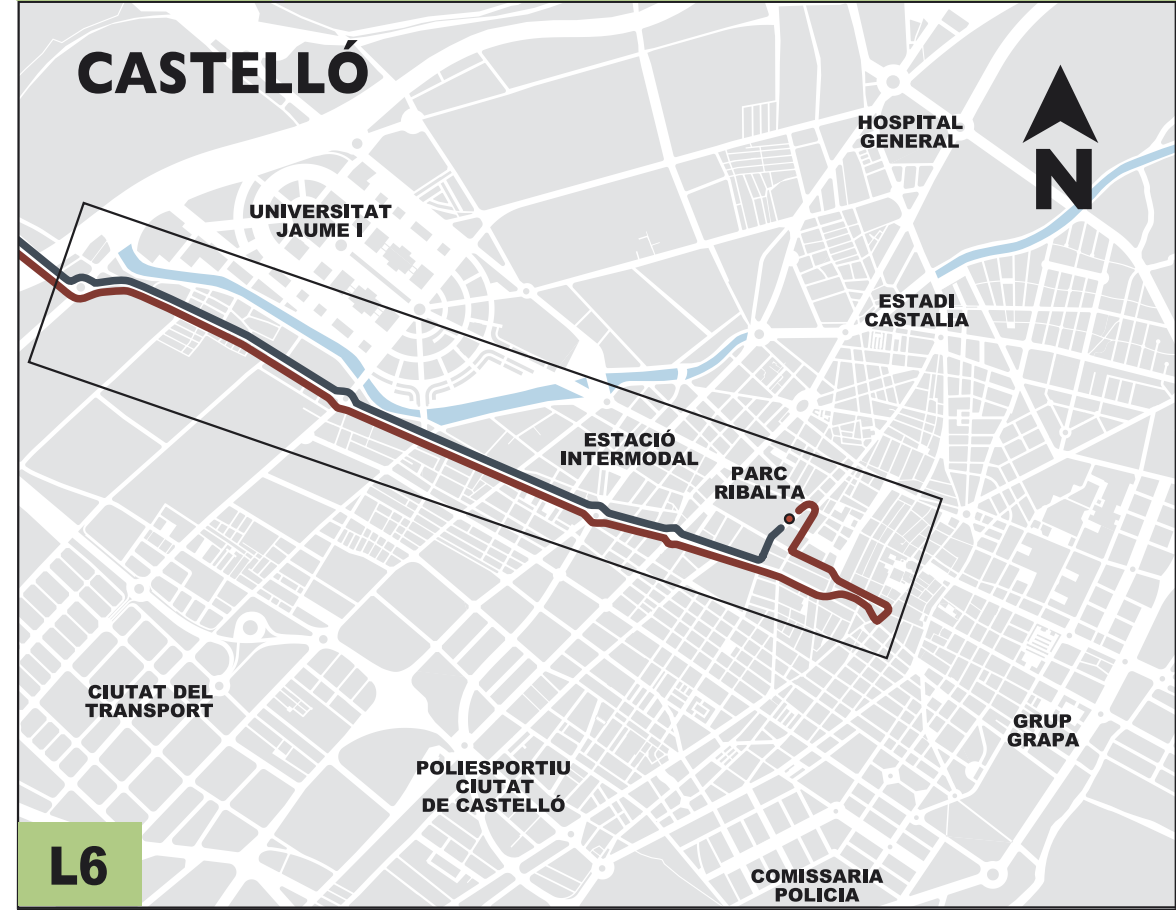 CASTELLÓ
HOSPITAL
GENERAL
N
UNIVERSITAT
JAUME I
ESTADI
CASTALIA
ESTACIÓ
INTERMODAL
PARC
RIBALTA
CIUTAT DEL
TRANSPORT
GRUP
GRAPA
POLIESPORTIU
CIUTAT
DE CASTELLÓ
L6
COMISSARIA
POLICIA